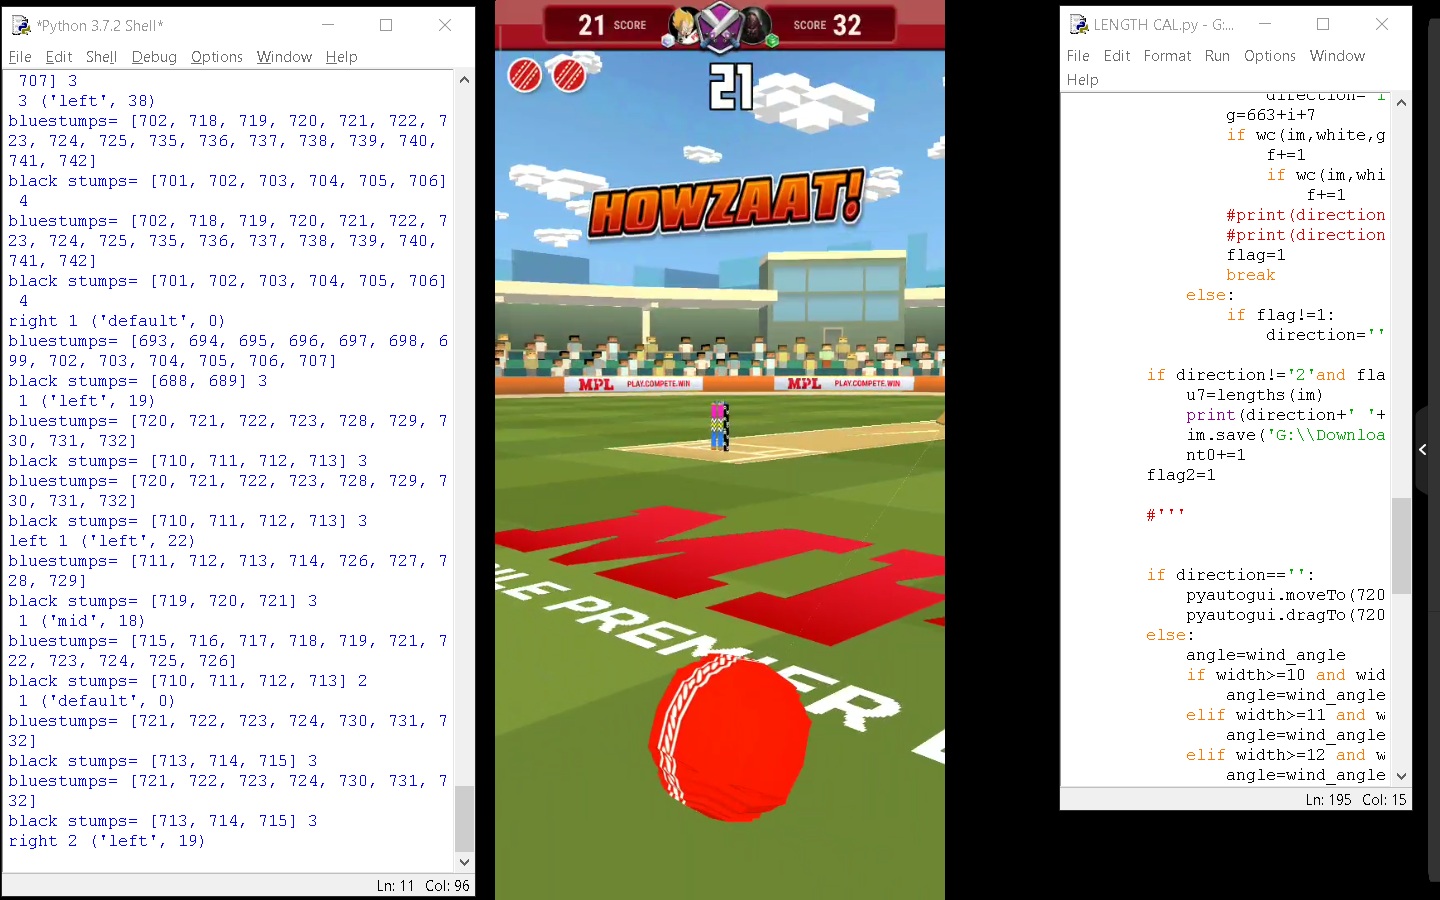 *Python 3.7.2 Shell*
File Edit Shell Debug Options Window Help
707] 3
3 ('left', 38)
bluestumps= [702, 718, 719, 720, 721, 722, 7
23, 724, 725, 735, 736, 737, 738, 739, 740,
741, 742]
black stumps= [701, 702, 703, 704, 705, 706]
4
bluestumps= [702, 718, 719, 720, 721, 722, 7
23, 724, 725, 735, 736, 737, 738, 739, 740,
741, 742]
black stumps= [701, 702, 703, 704, 705, 706]
4
right 1 ('default', 0)
bluestumps= [693, 694, 695, 696, 697, 698, 6
99, 702, 703, 704, 705, 706, 707]
black stumps= [688, 689] 3
1 ('left', 19)
bluestumps= [720, 721, 722, 723, 728, 729, 7
30, 731, 732]
black stumps= [710, 711, 712, 713] 3
bluestumps= [720, 721, 722, 723, 728, 729, 7
30, 731, 732]
black stumps= [710, 711, 712, 713] 3
left 1 ('left', 22)
bluestumps= [711, 712, 713, 714, 726, 727, 7
28, 729]
black stumps= [719, 720, 721] 3
1 ('mid', 18)
bluestumps= [715, 716, 717, 718, 719, 721, 7
22, 723, 724, 725, 726]
black stumps= [710, 711, 712, 713] 2
1 ('default', 0)
bluestumps= [721, 722, 723, 724, 730, 731, 7
32]
black stumps= [713, 714, 715] 3
bluestumps= [721, 722, 723, 724, 730, 731, 7
32]
black stumps= [713, 714, 715] 3
right 2 ('left', 19)
Ln: 11 Col: 96
21 SCORE SCORE 32
21
HOWZAAT!
MPL PLAY.COMPETE.WIN MPL PLAY.COMPETE.WIN
ILE PREMIER
LENGTH CAL.py - G:...
File Edit Format Run Options Window
Help
direction='i
g=663+i+7
if wc(im,white,g
f+=1
if wc(im,whi
f+=1
#print(direction
#print(direction
flag=1
break
else:
if flag!=1:
direction=''
if direction!='2'and fla
u7=lengths(im)
print(direction+' '+
im.save('G:\\Downloa
nt0+=1
flag2=1
#'''
if direction=='':
pyautogui.moveTo(720
pyautogui.dragTo(720
else:
angle=wind_angle
if width>=10 and wid
angle=wind_angle
elif width>=11 and w
angle=wind_angle
elif width>=12 and w
angle=wind_angle
Ln: 195 Col: 15